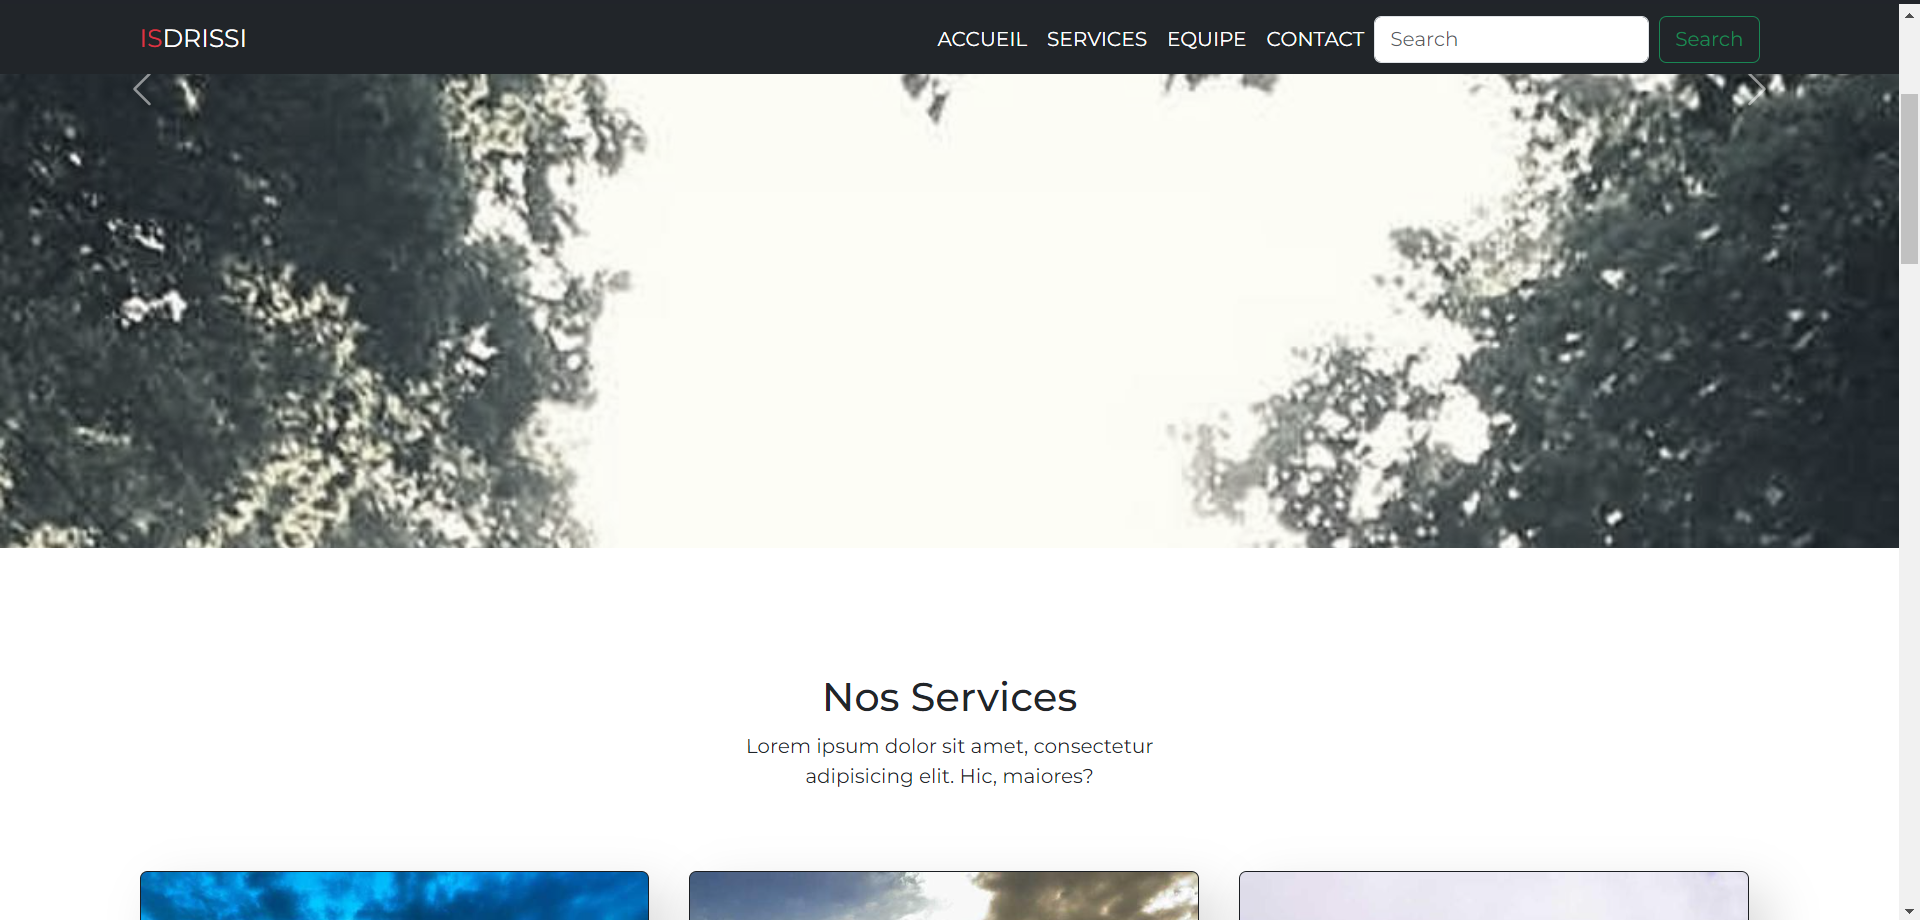 ISDRISSI
ACCUEIL SERVICES EQUIPE CONTACT Search Search
Nos Services
Lorem ipsum dolor sit amet, consectetur
adipisicing elit. Hic, maiores?